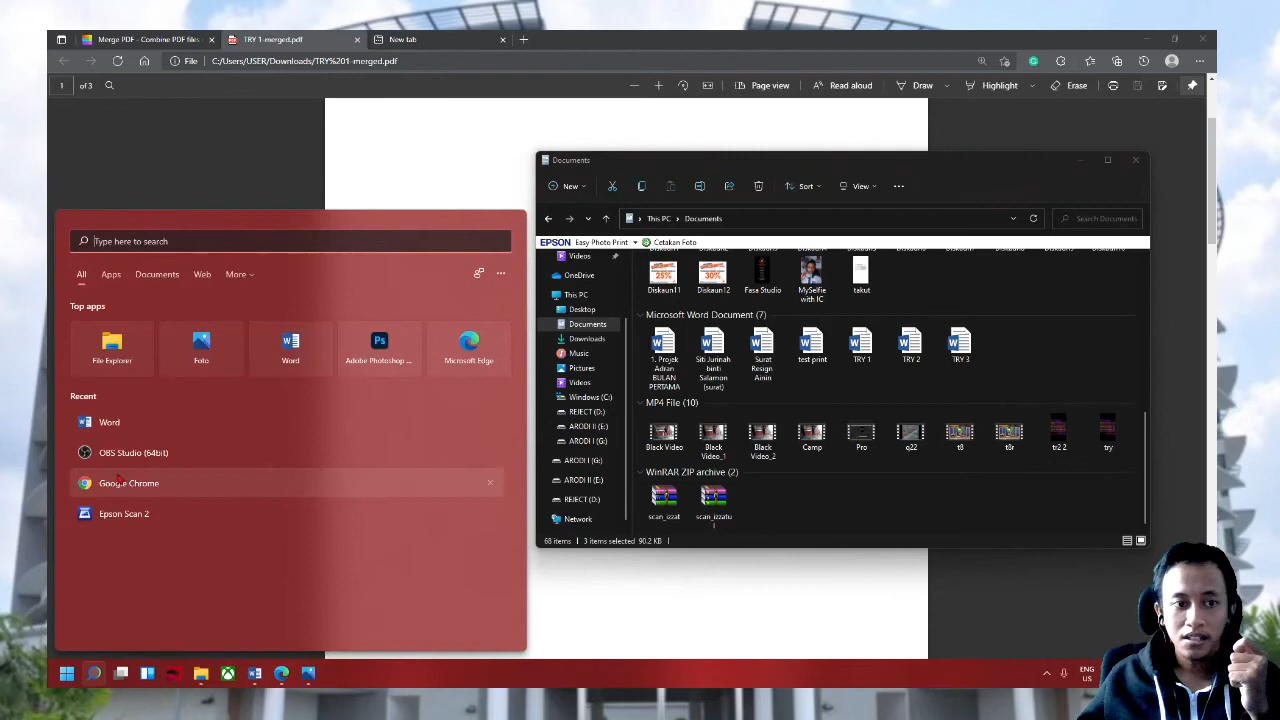 Merge PDF - Combine PDF files
TRY 1-merged.pdf
New tab
File
C:/Users/USER/Downloads/TRY%201-merged.pdf
1
of 3
Page view
Read aloud
Draw
Highlight
Erase
Documents
New
Sort
View
This PC
Documents
Search Documents
EPSON
Easy Photo Print
Cetakan Foto
Videos
OneDrive
This PC
Desktop
Documents
Downloads
Music
Pictures
Videos
Windows (C:)
REJECT (D:)
ARODI II (E:)
ARODI (G:)
ARODI (G:)
ARODI II (E:)
REJECT (D:)
Network
Diskaun11
Diskaun12
Fasa Studio
MySelfie
with IC
takut
Microsoft Word Document (7)
1. Projek
Adran
BULAN
PERTAMA
Siti Jurinah
binti
Salamon
(surat)
Surat
Resign
Ainin
test print
TRY 1
TRY 2
TRY 3
MP4 File (10)
Black Video
Black
Video_1
Black
Video_2
Camp
Pro
q22
t8
t8r
tr2 2
try
WinRAR ZIP archive (2)
scan_izzat
scan_izzatu
l
68 items
3 items selected 90.2 KB
Type here to search
All
Apps
Documents
Web
More
Top apps
File Explorer
Foto
Word
Adobe Photoshop ...
Microsoft Edge
Recent
Word
OBS Studio (64bit)
Google Chrome
Epson Scan 2
ENG
US